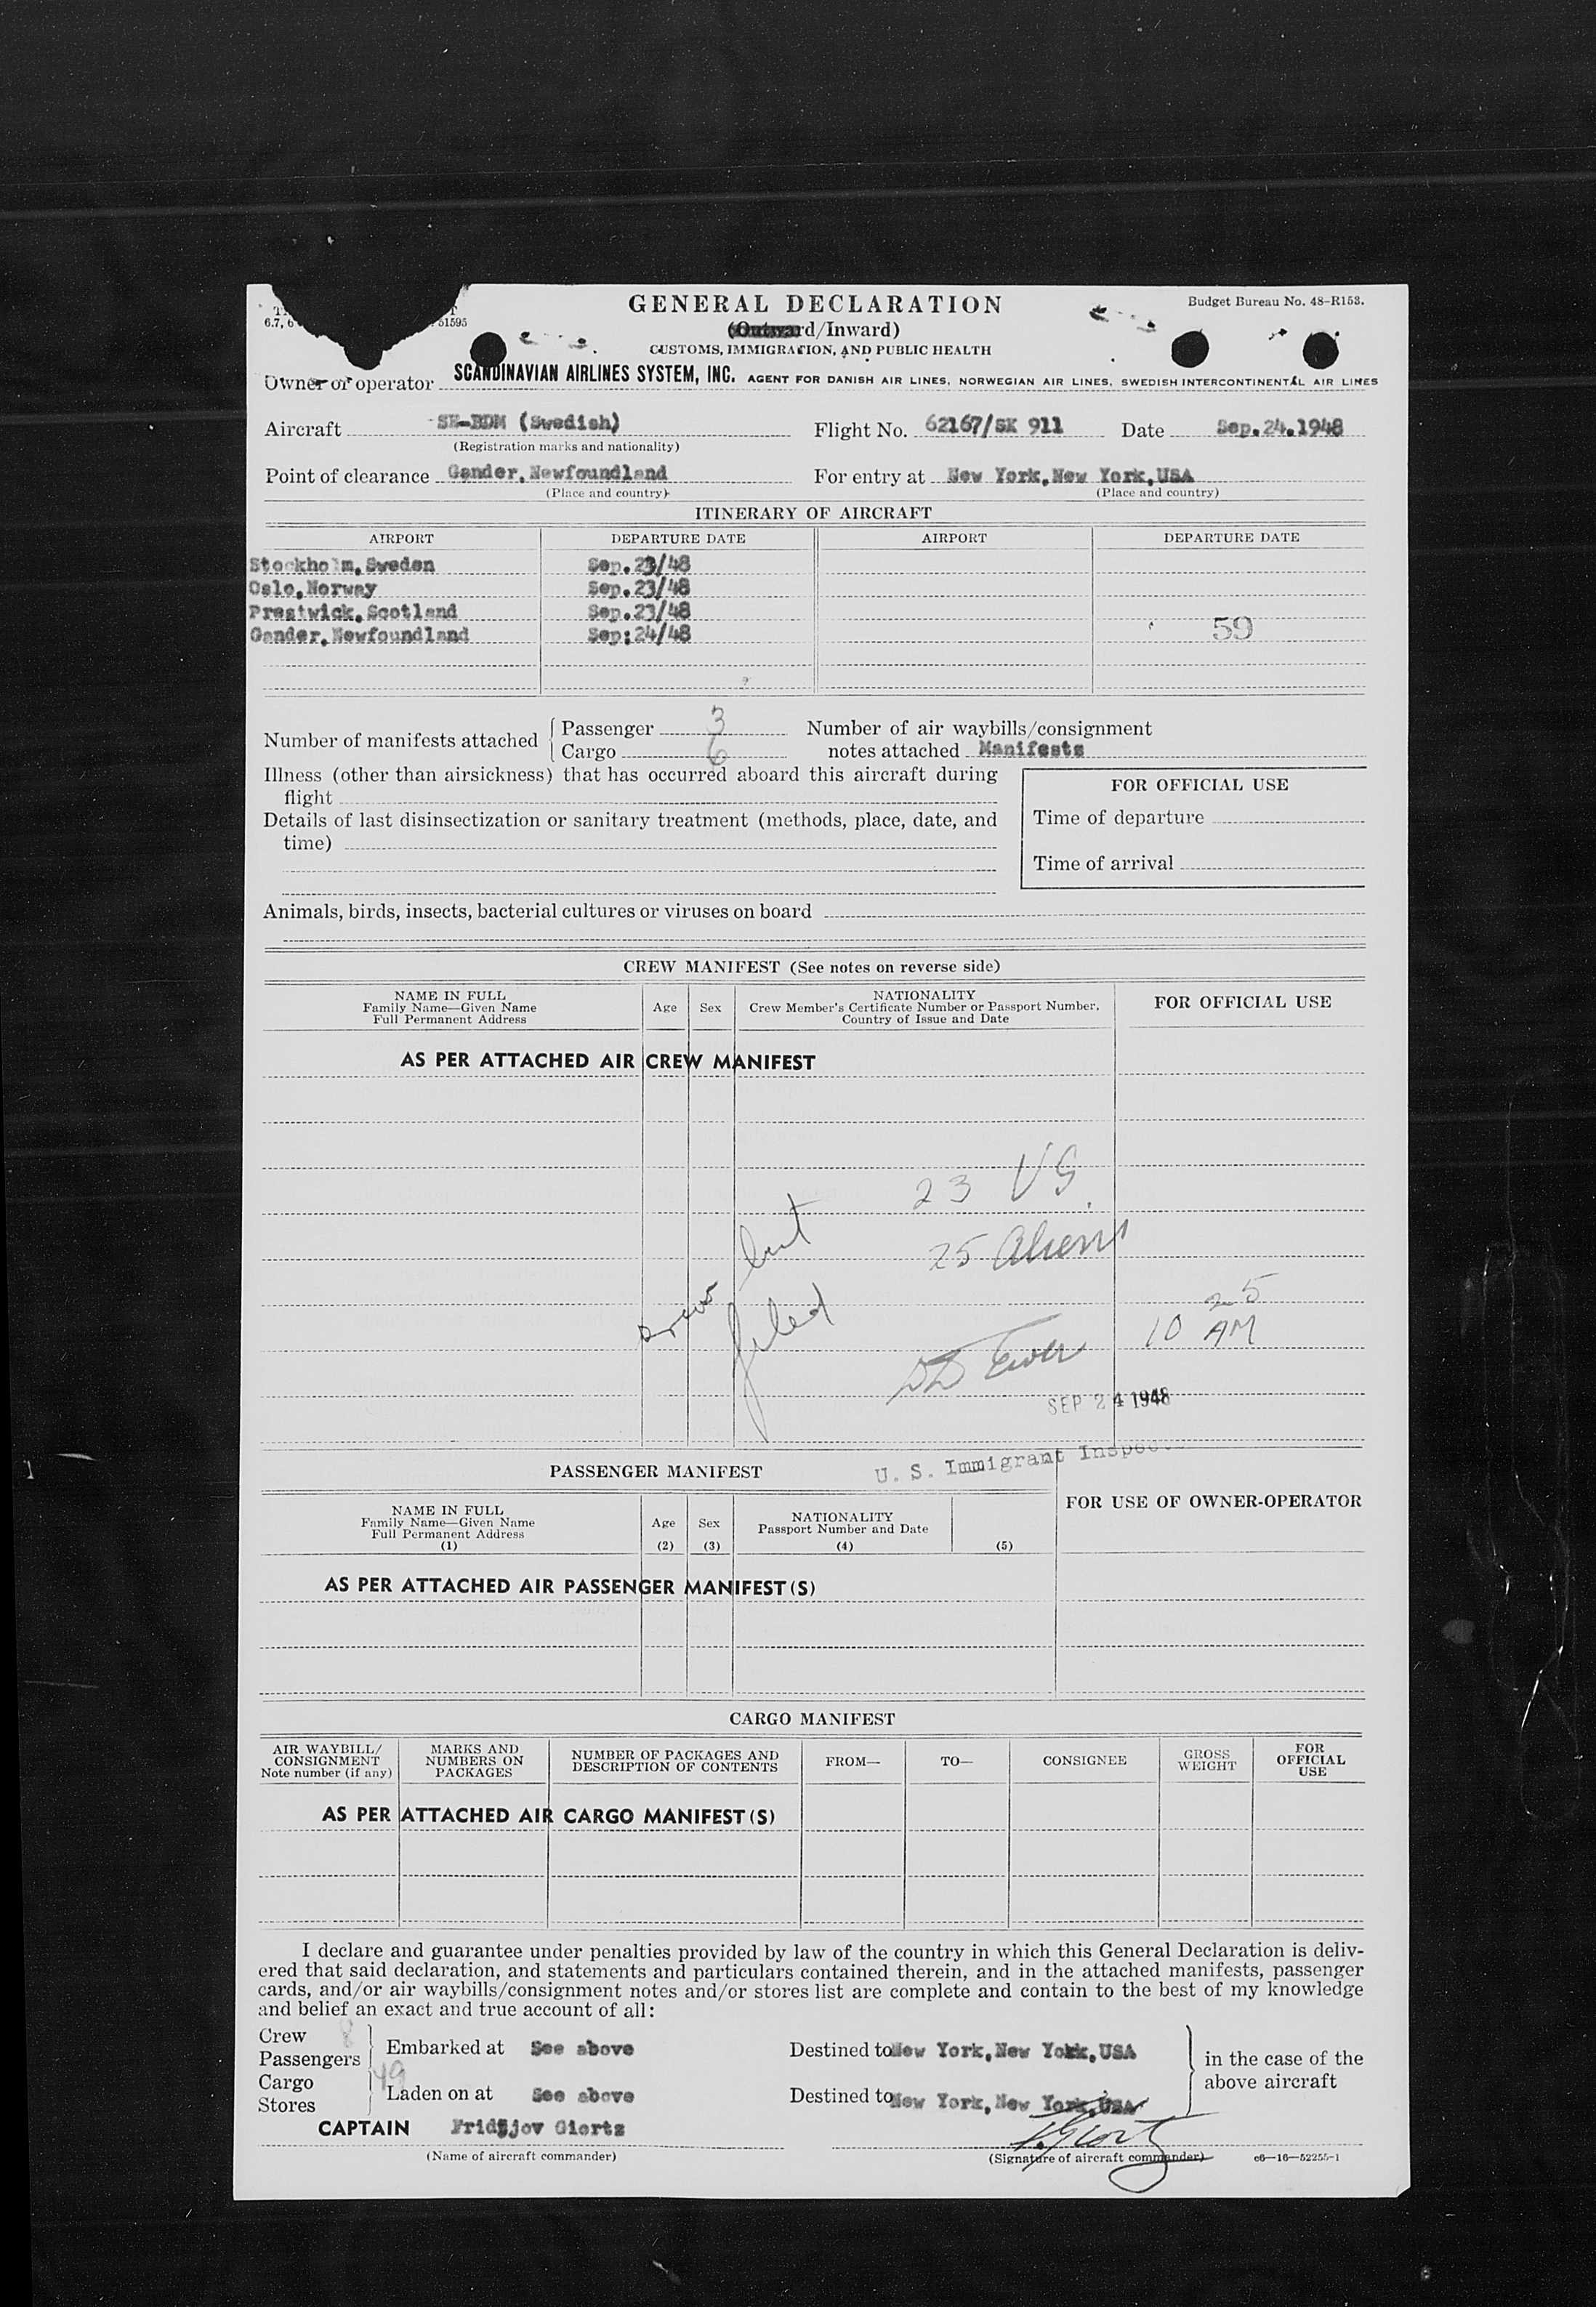 GENERAL DECLARATION
Budget Bureau No. 48-R153.
(Outward/Inward)
6.7, 6 51595
CUSTOMS, IMMIGRATION, AND PUBLIC HEALTH
Owner or operator SCANDINAVIAN AIRLINES SYSTEM, INC. AGENT FOR DANISH AIR LINES, NORWEGIAN AIR LINES, SWEDISH INTERCONTINENTAL AIR LINES
Aircraft SE-BDM (Swedish) Flight No. 62167/SK 911 Date Sep.24.1948
(Registration marks and nationality)
Point of clearance Gander,Newfoundland For entry at New York,New York,USA
(Place and country) (Place and country)
ITINERARY OF AIRCRAFT
AIRPORT DEPARTURE DATE AIRPORT DEPARTURE DATE
Stockholm,Sweden Sep.23/48
Oslo,Norway Sep.23/48
Prestwick,Scotland Sep.23/48
Gander,Newfoundland Sep:24/48 59
Number of manifests attached { Passenger 3 Number of air waybills/consignment
Cargo 6 notes attached Manifests
Illness (other than airsickness) that has occurred aboard this aircraft during
flight
FOR OFFICIAL USE
Details of last disinsectization or sanitary treatment (methods, place, date, and
time)
Time of departure
Time of arrival
Animals, birds, insects, bacterial cultures or viruses on board
CREW MANIFEST (See notes on reverse side)
NAME IN FULL
Family Name—Given Name
Full Permanent Address
Age Sex
NATIONALITY
Crew Member's Certificate Number or Passport Number,
Country of Issue and Date
FOR OFFICIAL USE
AS PER ATTACHED AIR CREW MANIFEST
23 US
25 Aliens
crew list
filed
10 25 AM
SEP 24 1948
U. S. Immigrant Inspec
PASSENGER MANIFEST
NAME IN FULL
Family Name—Given Name
Full Permanent Address
(1)
Age
(2)
Sex
(3)
NATIONALITY
Passport Number and Date
(4)
(5)
FOR USE OF OWNER-OPERATOR
AS PER ATTACHED AIR PASSENGER MANIFEST(S)
CARGO MANIFEST
AIR WAYBILL/
CONSIGNMENT
Note number (if any)
MARKS AND
NUMBERS ON
PACKAGES
NUMBER OF PACKAGES AND
DESCRIPTION OF CONTENTS
FROM—
TO—
CONSIGNEE
GROSS
WEIGHT
FOR
OFFICIAL
USE
AS PER ATTACHED AIR CARGO MANIFEST(S)
I declare and guarantee under penalties provided by law of the country in which this General Declaration is deliv-
ered that said declaration, and statements and particulars contained therein, and in the attached manifests, passenger
cards, and/or air waybills/consignment notes and/or stores list are complete and contain to the best of my knowledge
and belief an exact and true account of all:
Crew 8
Passengers 49
Embarked at See above Destined to New York,New York,USA
in the case of the
above aircraft
Cargo
Stores
Laden on at See above Destined to New York,New York,USA
CAPTAIN Fridtjov Giertz
(Name of aircraft commander) (Signature of aircraft commander) c6—16—52255-1